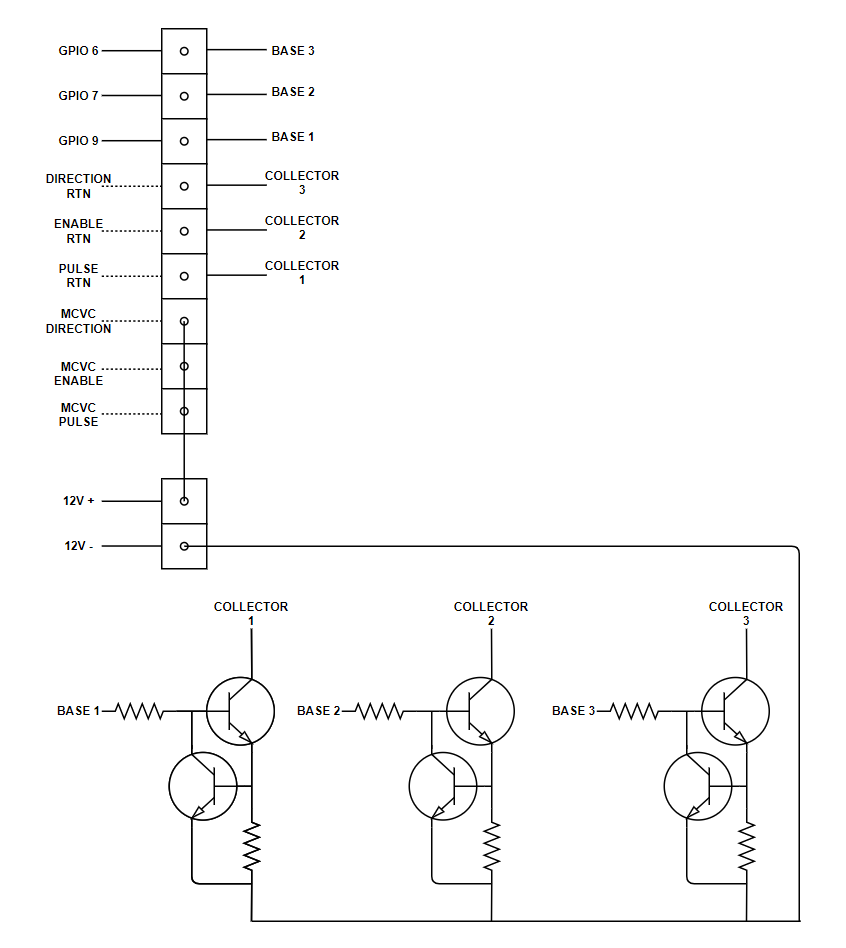 GPIO 6
BASE 3
GPIO 7
BASE 2
GPIO 9
BASE 1
DIRECTION
RTN
COLLECTOR
3
ENABLE
RTN
COLLECTOR
2
PULSE
RTN
COLLECTOR
1
MCVC
DIRECTION
MCVC
ENABLE
MCVC
PULSE
12V +
12V -
COLLECTOR
1
COLLECTOR
2
COLLECTOR
3
BASE 1
BASE 2
BASE 3